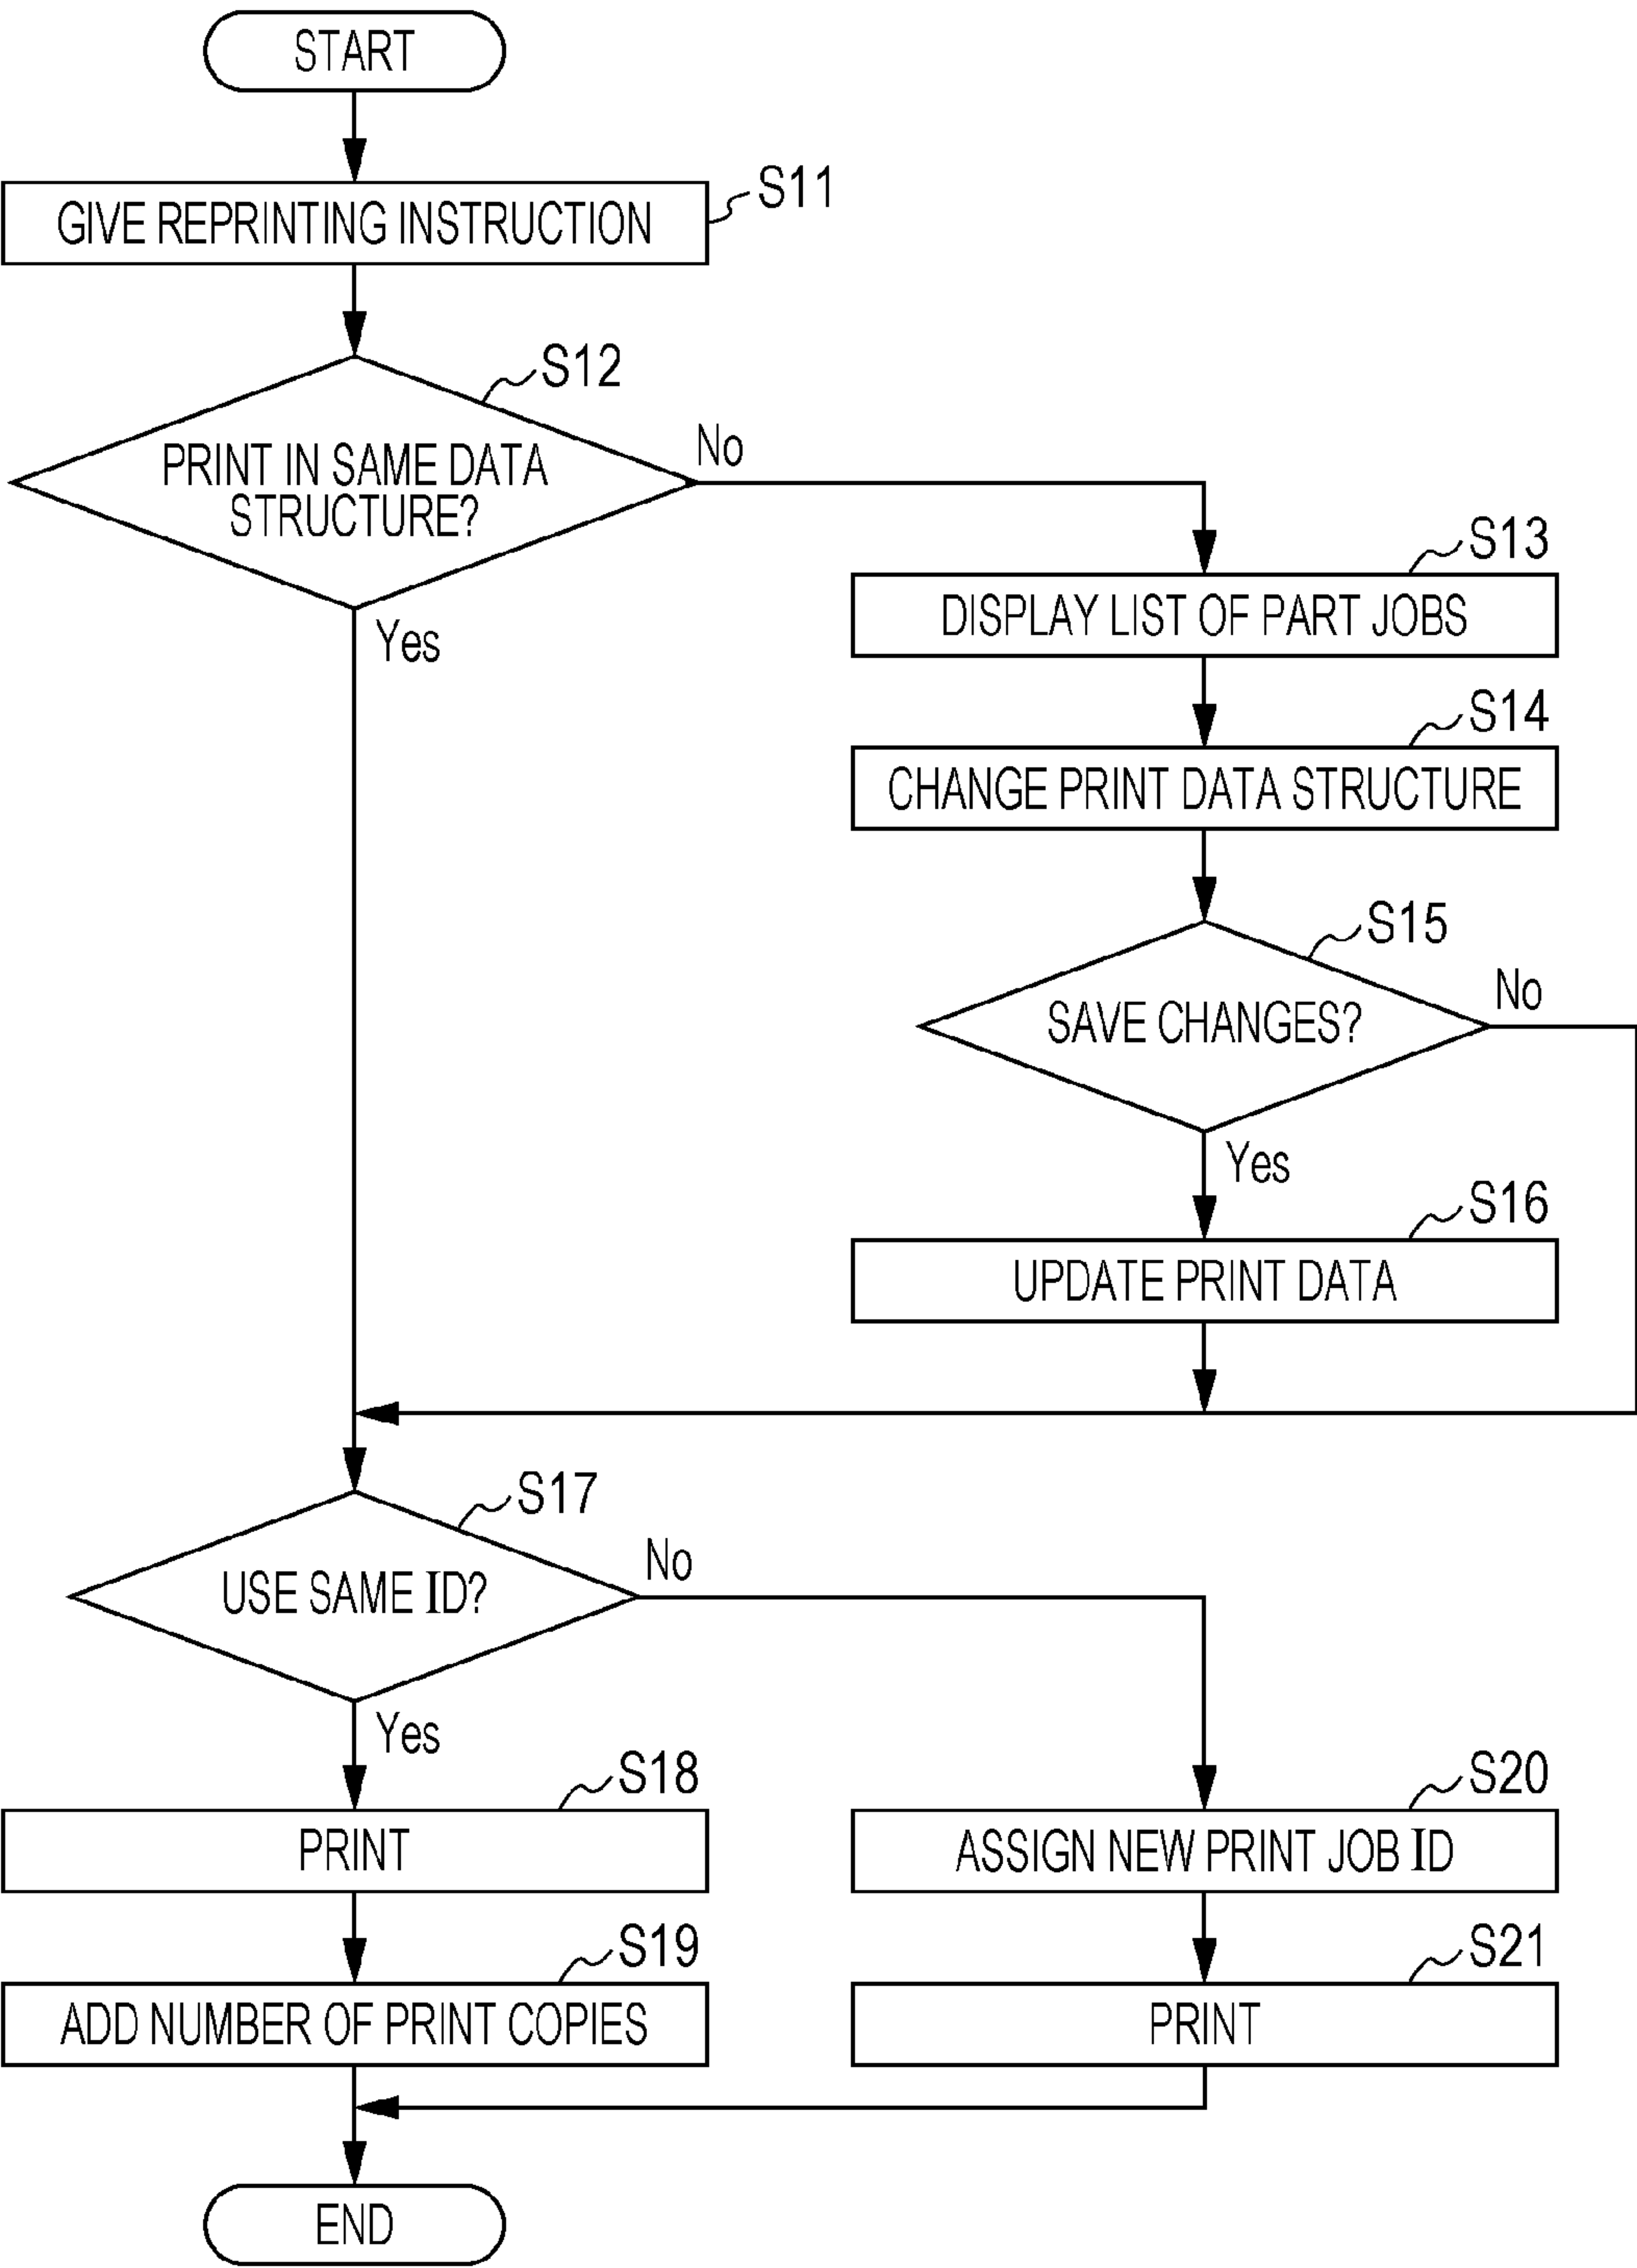 START
S11
GIVE REPRINTING INSTRUCTION
S12
PRINT IN SAME DATA
STRUCTURE?
No
Yes
S13
DISPLAY LIST OF PART JOBS
S14
CHANGE PRINT DATA STRUCTURE
S15
SAVE CHANGES?
No
Yes
S16
UPDATE PRINT DATA
S17
USE SAME ID?
No
Yes
S18
PRINT
S19
ADD NUMBER OF PRINT COPIES
S20
ASSIGN NEW PRINT JOB ID
S21
PRINT
END